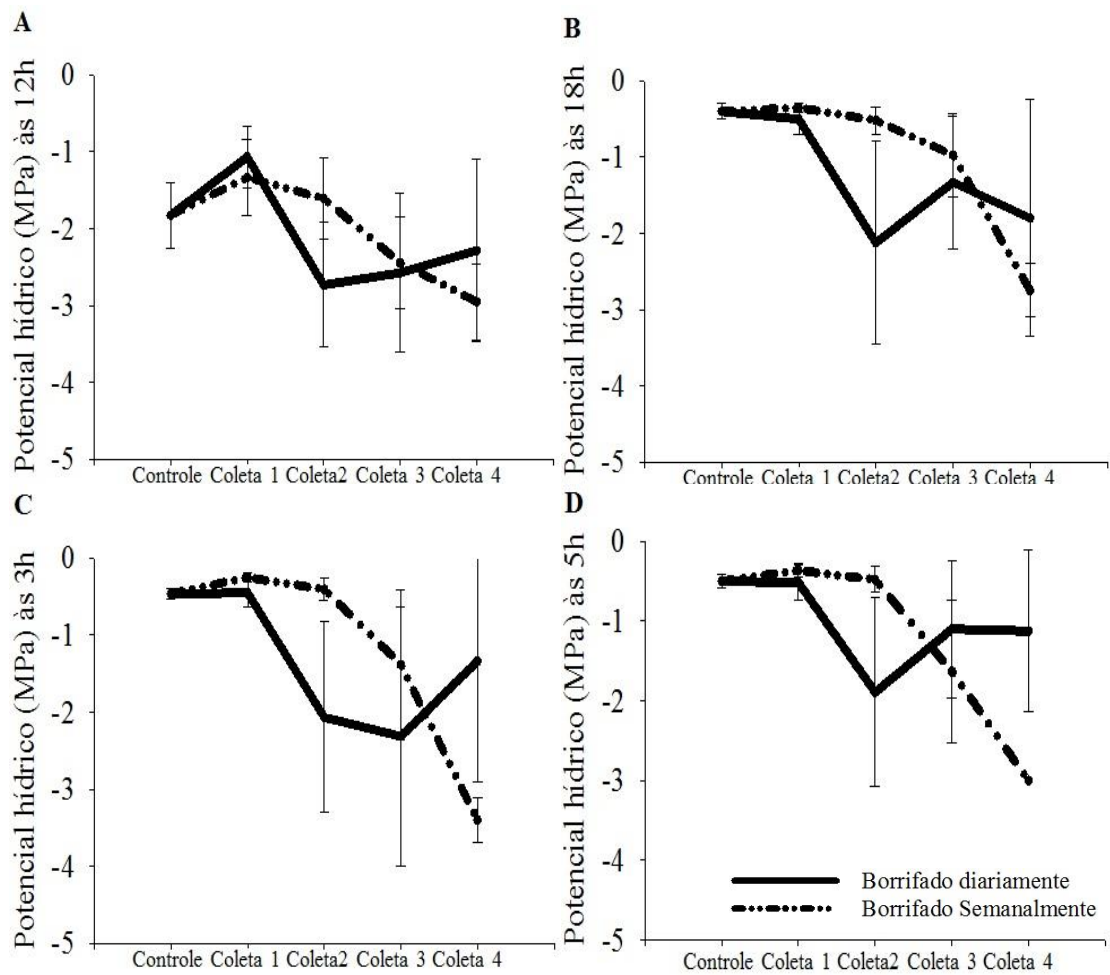 A
Potencial hídrico (MPa) às 12h
0
-1
-2
-3
-4
-5
Controle Coleta 1 Coleta2 Coleta 3 Coleta 4
B
Potencial hídrico (MPa) às 18h
0
-1
-2
-3
-4
-5
Controle Coleta 1 Coleta2 Coleta 3 Coleta 4
C
Potencial hídrico (MPa) às 3h
0
-1
-2
-3
-4
-5
Controle Coleta 1 Coleta2 Coleta 3 Coleta 4
D
Potencial hídrico (MPa) às 5h
0
-1
-2
-3
-4
-5
Borrifado diariamente
Borrifado Semanalmente
Controle Coleta 1 Coleta2 Coleta 3 Coleta 4